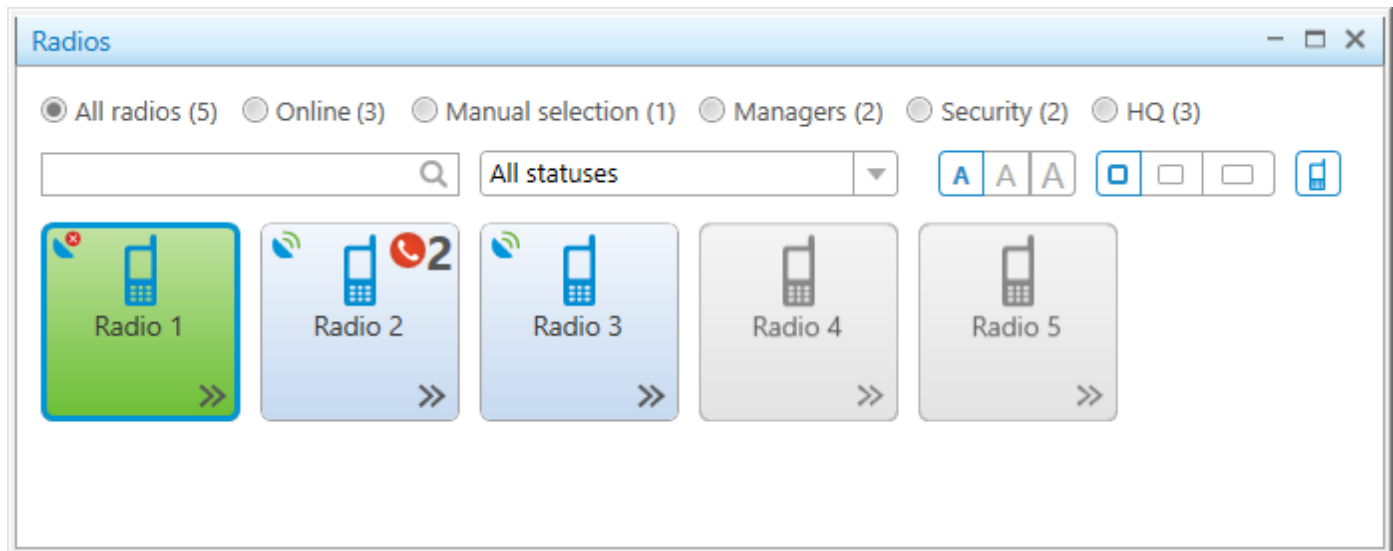 Radios
All radios (5) Online (3) Manual selection (1) Managers (2) Security (2) HQ (3)
All statuses A A A
2
Radio 1 Radio 2 Radio 3 Radio 4 Radio 5